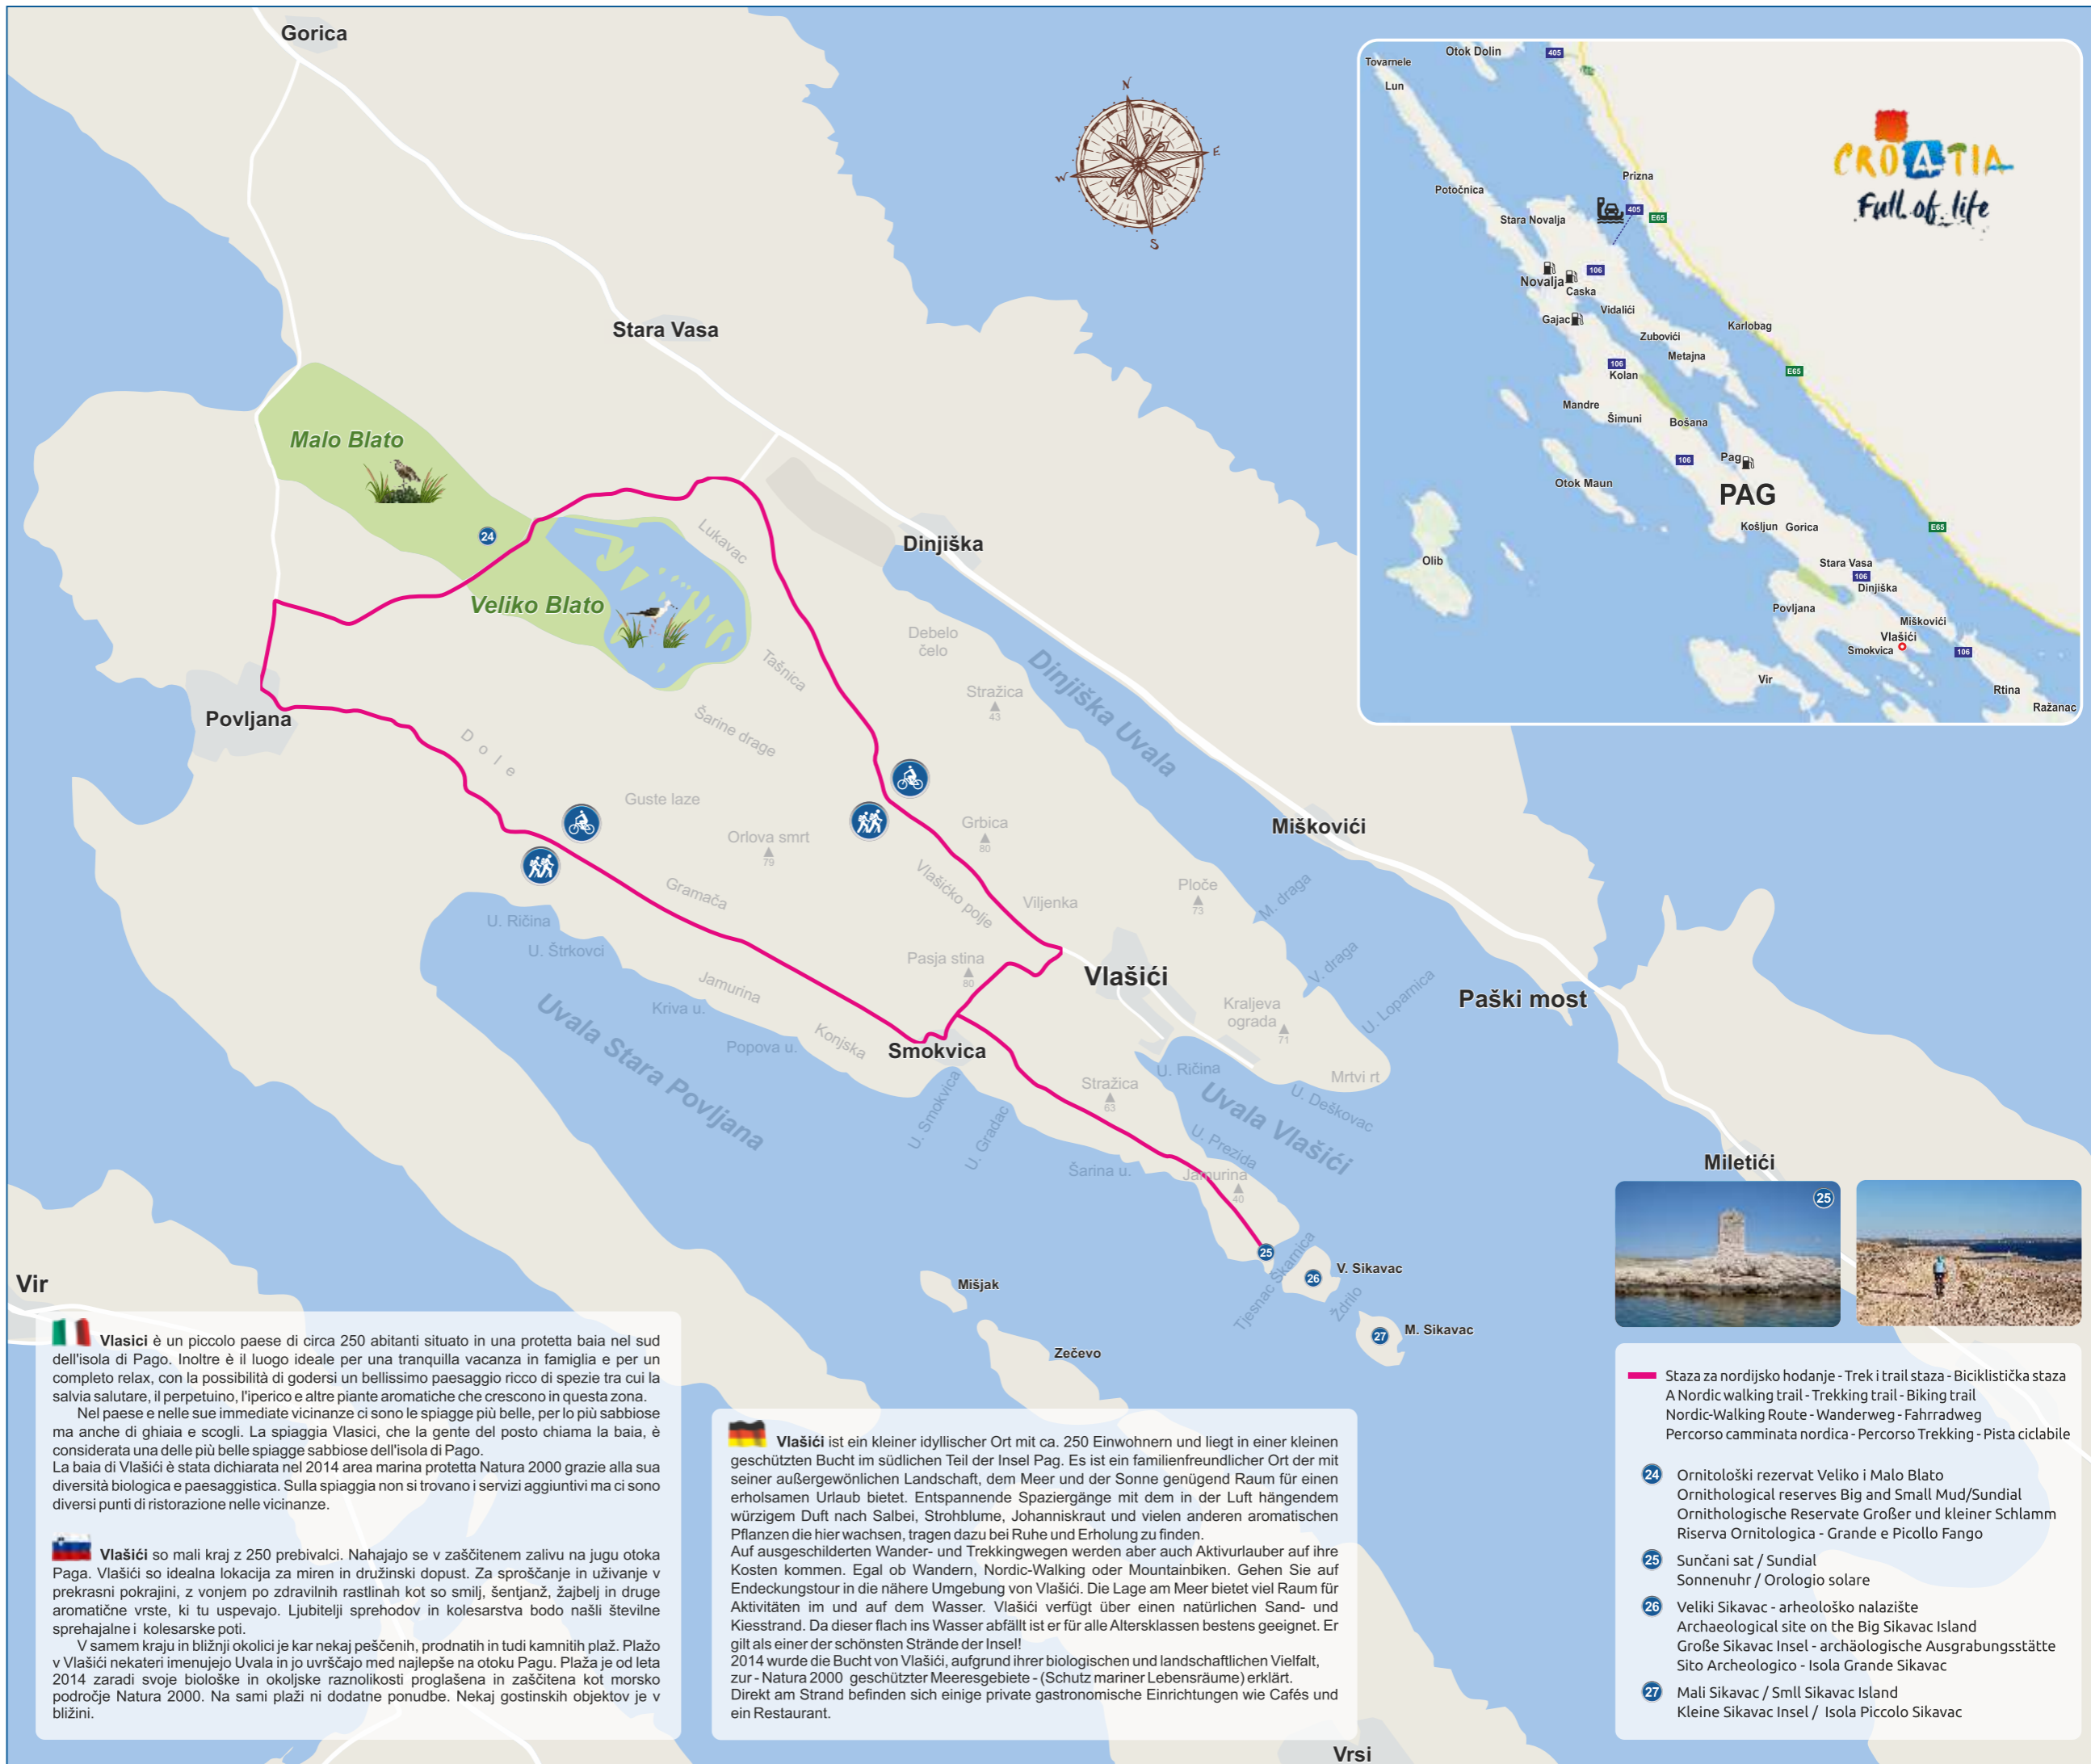 Gorica
Stara Vasa
Malo Blato
24
Veliko Blato
Lukavac
Dinjiška
Debelo
čelo
Dinjiška Uvala
Tašnica
Stražica
43
Šarine drage
Povljana
Dole
Guste laze
Orlova smrt
79
Grbica
80
Miškovići
Gramača
Vlašićko polje
Viljenka
Ploče
73
M. draga
U. Ričina
U. Štrkovci
Pasja stina
80
Vlašići
V. draga
Paški most
Jamurina
Kriva u.
Kraljeva
ograda
71
U. Loparnica
Uvala Stara Povljana
Popova u.
Konjska
Smokvica
U. Ričina
Mrtvi rt
Stražica
63
U. Smokvica
U. Gradac
Uvala Vlašići
U. Deškovac
U. Prezida
Šarina u.
Jamurina
40
Miletići
25
Tjesnac Škarnica
26
V. Sikavac
Ždrilo
27
M. Sikavac
Mišjak
Zečevo
Vir
Vrsi
N
E
S
W
Tovarnele
Otok Dolin
405
Lun
Potočnica
Prizna
Stara Novalja
405
E65
Novalja
106
Caska
Gajac
Vidalići
Karlobag
Zubovići
Metajna
106
Kolan
E65
Mandre
Šimuni
Bošana
106
Pag
Otok Maun
PAG
Košljun
Gorica
E65
Olib
Stara Vasa
106
Dinjiška
Povljana
Miškovići
Vlašići
Smokvica
106
Vir
Rtina
Ražanac
CROATIA
Full of life
Vlasici è un piccolo paese di circa 250 abitanti situato in una protetta baia nel sud
dell'isola di Pago. Inoltre è il luogo ideale per una tranquilla vacanza in famiglia e per un
completo relax, con la possibilità di godersi un bellissimo paesaggio ricco di spezie tra cui la
salvia salutare, il perpetuino, l'iperico e altre piante aromatiche che crescono in questa zona.
Nel paese e nelle sue immediate vicinanze ci sono le spiagge più belle, per lo più sabbiose
ma anche di ghiaia e scogli. La spiaggia Vlasici, che la gente del posto chiama la baia, è
considerata una delle più belle spiagge sabbiose dell'isola di Pago.
La baia di Vlašići è stata dichiarata nel 2014 area marina protetta Natura 2000 grazie alla sua
diversità biologica e paesaggistica. Sulla spiaggia non si trovano i servizi aggiuntivi ma ci sono
diversi punti di ristorazione nelle vicinanze.
Vlašići so mali kraj z 250 prebivalci. Nahajajo se v zaščitenem zalivu na jugu otoka
Paga. Vlašići so idealna lokacija za miren in družinski dopust. Za sproščanje in uživanje v
prekrasni pokrajini, z vonjem po zdravilnih rastlinah kot so smilj, šentjanž, žajbelj in druge
aromatične vrste, ki tu uspevajo. Ljubitelji sprehodov in kolesarstva bodo našli številne
sprehajalne i kolesarske poti.
V samem kraju in bližnji okolici je kar nekaj peščenih, prodnatih in tudi kamnitih plaž. Plažo
v Vlašići nekateri imenujejo Uvala in jo uvrščajo med najlepše na otoku Pagu. Plaža je od leta
2014 zaradi svoje biološke in okoljske raznolikosti proglašena in zaščitena kot morsko
področje Natura 2000. Na sami plaži ni dodatne ponudbe. Nekaj gostinskih objektov je v
bližini.
Vlašići ist ein kleiner idyllischer Ort mit ca. 250 Einwohnern und liegt in einer kleinen
geschützten Bucht im südlichen Teil der Insel Pag. Es ist ein familienfreundlicher Ort der mit
seiner außergewönlichen Landschaft, dem Meer und der Sonne genügend Raum für einen
erholsamen Urlaub bietet. Entspannende Spaziergänge mit dem in der Luft hängendem
würzigem Duft nach Salbei, Strohblume, Johanniskraut und vielen anderen aromatischen
Pflanzen die hier wachsen, tragen dazu bei Ruhe und Erholung zu finden.
Auf ausgeschilderten Wander- und Trekkingwegen werden aber auch Aktivurlauber auf ihre
Kosten kommen. Egal ob Wandern, Nordic-Walking oder Mountainbiken. Gehen Sie auf
Endeckungstour in die nähere Umgebung von Vlašići. Die Lage am Meer bietet viel Raum für
Aktivitäten im und auf dem Wasser. Vlašići verfügt über einen natürlichen Sand- und
Kiesstrand. Da dieser flach ins Wasser abfällt ist er für alle Altersklassen bestens geeignet. Er
gilt als einer der schönsten Strände der Insel!
2014 wurde die Bucht von Vlašići, aufgrund ihrer biologischen und landschaftlichen Vielfalt,
zur - Natura 2000 geschützter Meeresgebiete - (Schutz mariner Lebensräume) erklärt.
Direkt am Strand befinden sich einige private gastronomische Einrichtungen wie Cafés und
ein Restaurant.
25
Staza za nordijsko hodanje - Trek i trail staza - Biciklistička staza
A Nordic walking trail - Trekking trail - Biking trail
Nordic-Walking Route - Wanderweg - Fahrradweg
Percorso camminata nordica - Percorso Trekking - Pista ciclabile
24 Ornitološki rezervat Veliko i Malo Blato
Ornithological reserves Big and Small Mud/Sundial
Ornithologische Reservate Großer und kleiner Schlamm
Riserva Ornitologica - Grande e Picollo Fango
25 Sunčani sat / Sundial
Sonnenuhr / Orologio solare
26 Veliki Sikavac - arheološko nalazište
Archaeological site on the Big Sikavac Island
Große Sikavac Insel - archäologische Ausgrabungsstätte
Sito Archeologico - Isola Grande Sikavac
27 Mali Sikavac / Smll Sikavac Island
Kleine Sikavac Insel / Isola Piccolo Sikavac